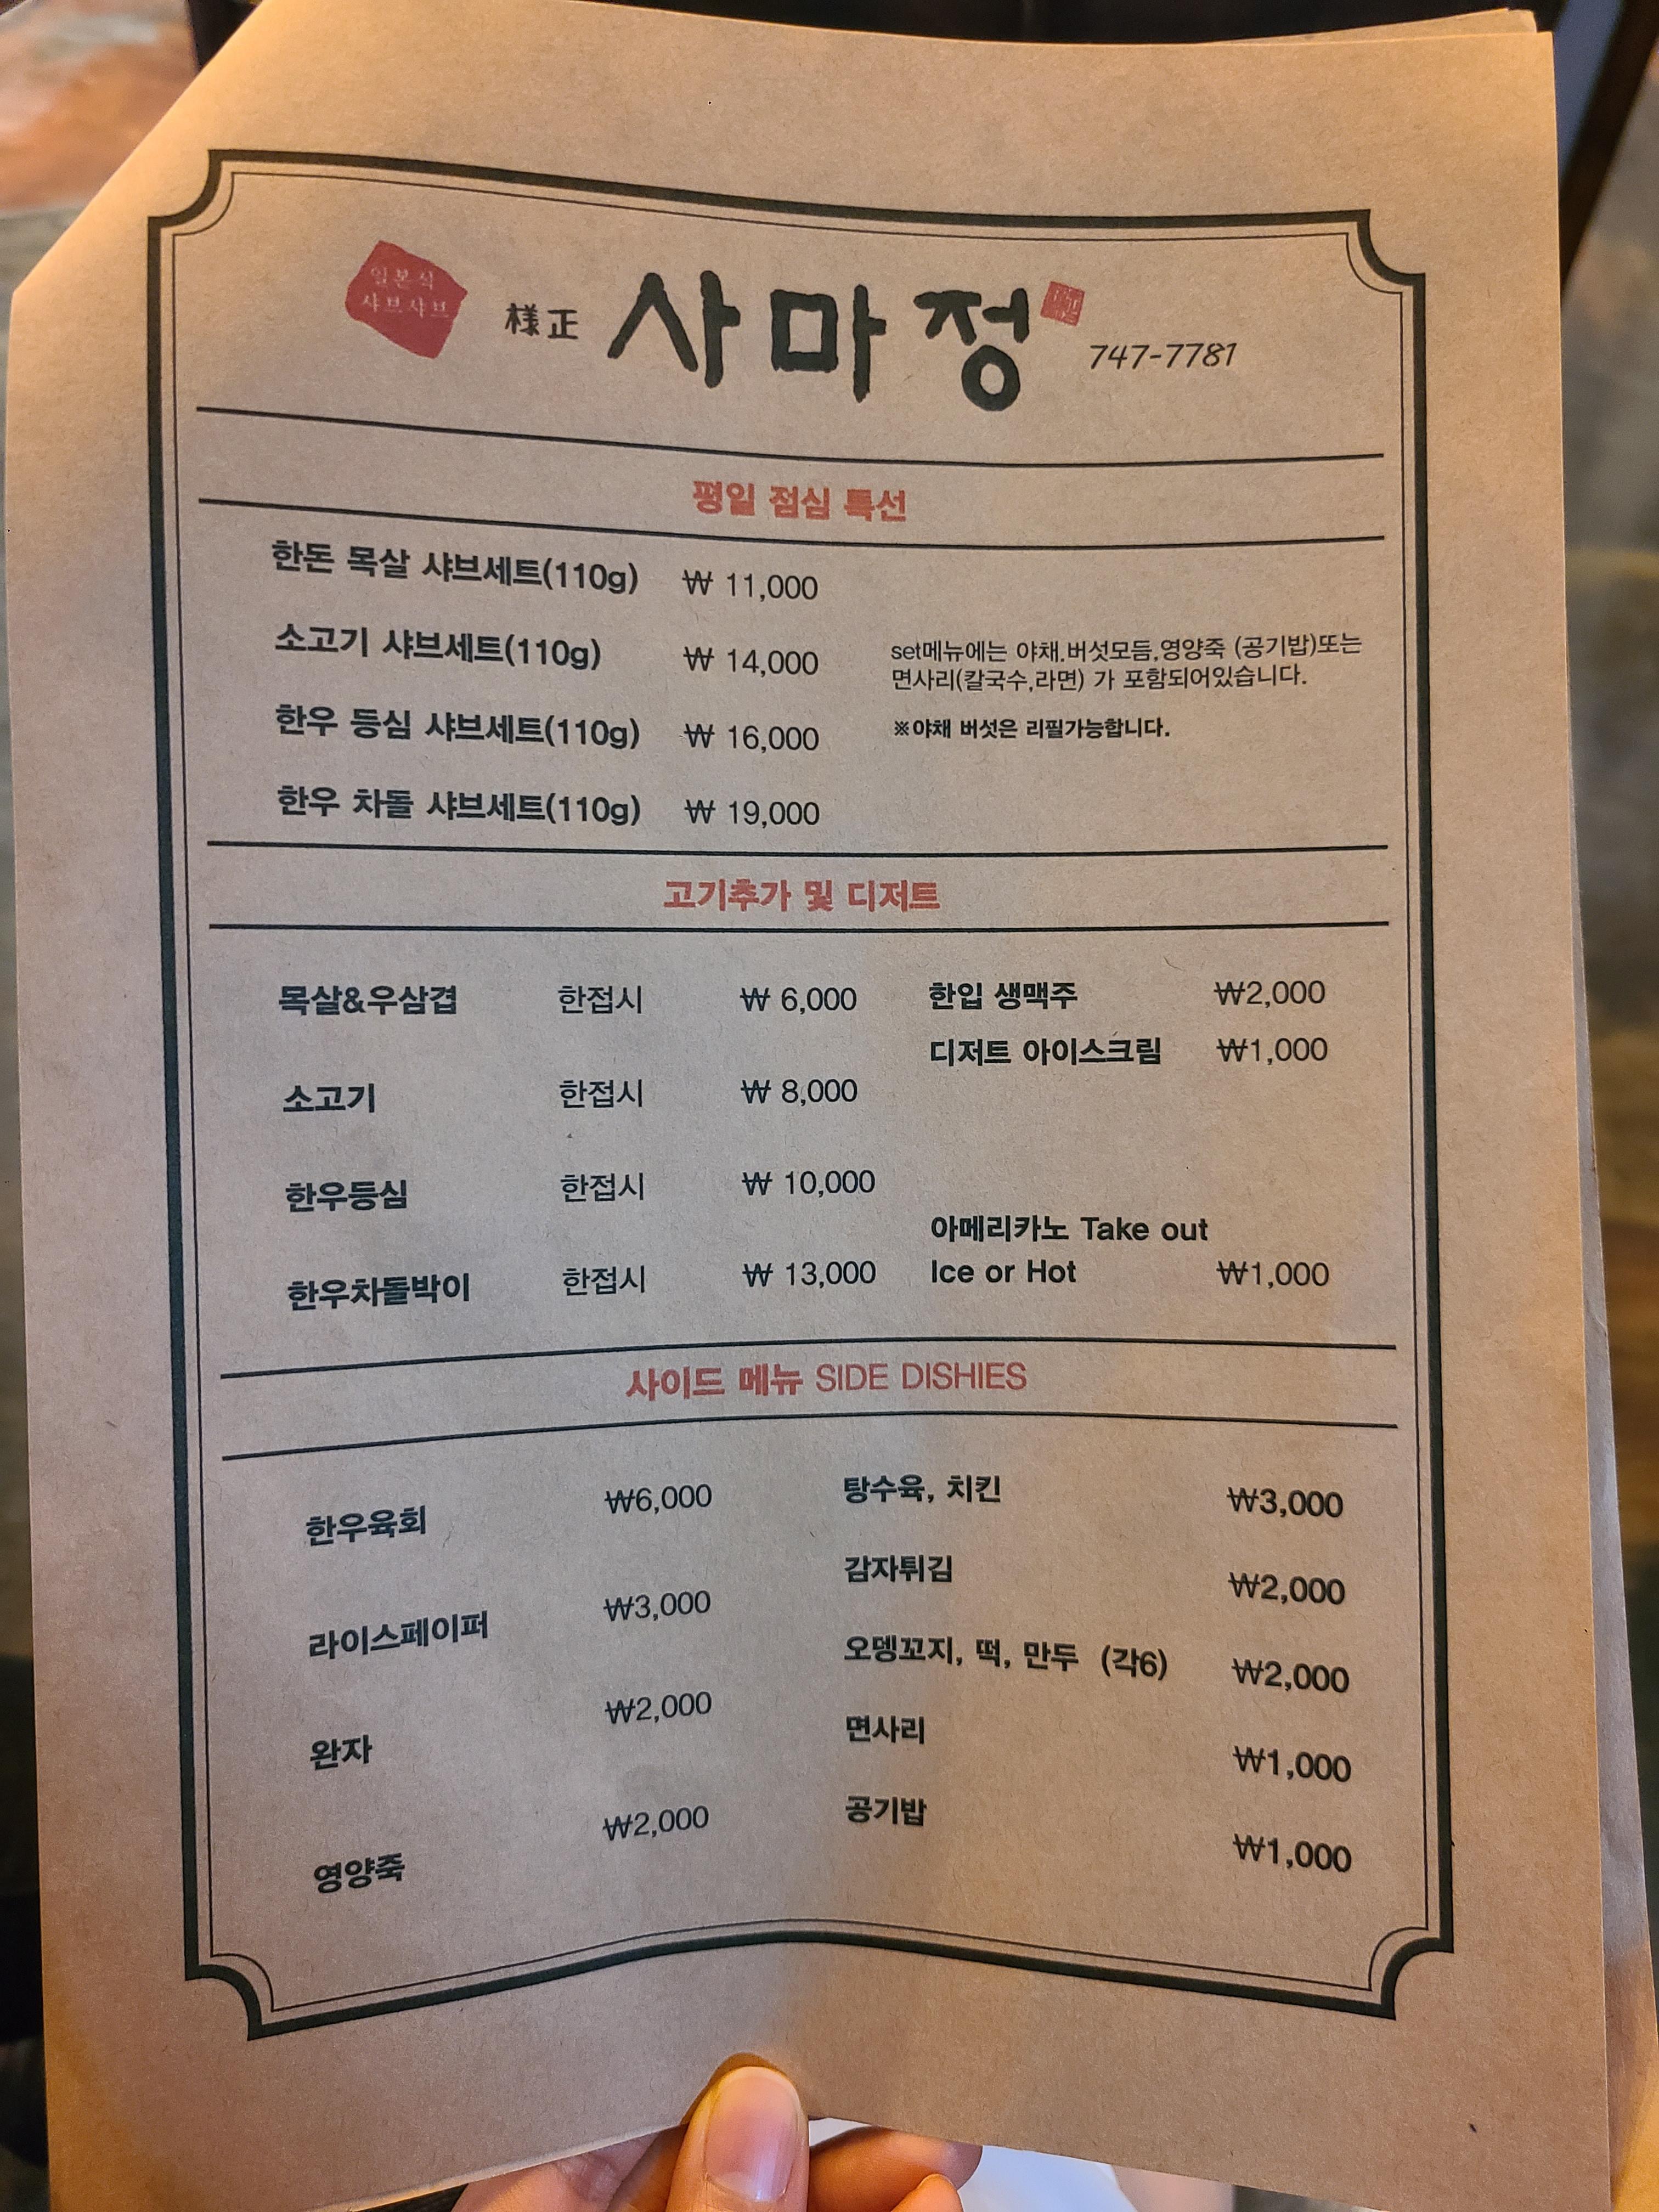 일본식
샤브샤브
様正 사마정 747-7781
평일 점심 특선
한돈 목살 샤브세트(110g) ₩ 11,000
소고기 샤브세트(110g) ₩ 14,000
한우 등심 샤브세트(110g) ₩ 16,000
한우 차돌 샤브세트(110g) ₩ 19,000
set메뉴에는 야채.버섯모듬,영양죽 (공기밥)또는
면사리(칼국수,라면) 가 포함되어있습니다.
※야채 버섯은 리필가능합니다.
고기추가 및 디저트
목살&우삼겹 한접시 ₩ 6,000
소고기 한접시 ₩ 8,000
한우등심 한접시 ₩ 10,000
한우차돌박이 한접시 ₩ 13,000
한입 생맥주 ₩2,000
디저트 아이스크림 ₩1,000
아메리카노 Take out
Ice or Hot ₩1,000
사이드 메뉴 SIDE DISHIES
한우육회 ₩6,000
라이스페이퍼 ₩3,000
완자 ₩2,000
영양죽 ₩2,000
탕수육, 치킨 ₩3,000
감자튀김 ₩2,000
오뎅꼬지, 떡, 만두 (각6) ₩2,000
면사리 ₩1,000
공기밥 ₩1,000